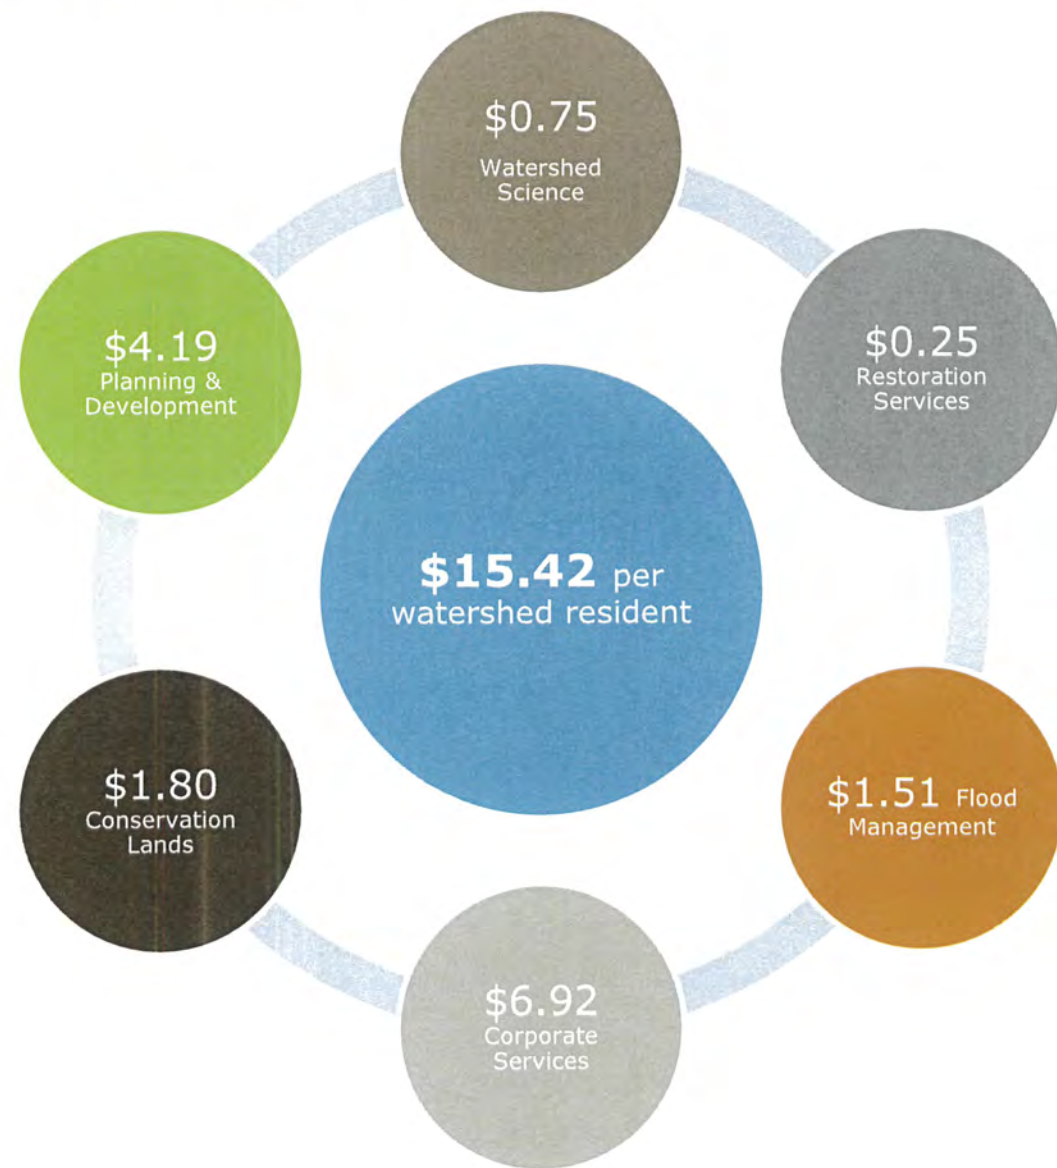 $0.75
Watershed
Science
$0.25
Restoration
Services
$1.51 Flood
Management
$6.92
Corporate
Services
$1.80
Conservation
Lands
$4.19
Planning &
Development
$15.42 per
watershed resident